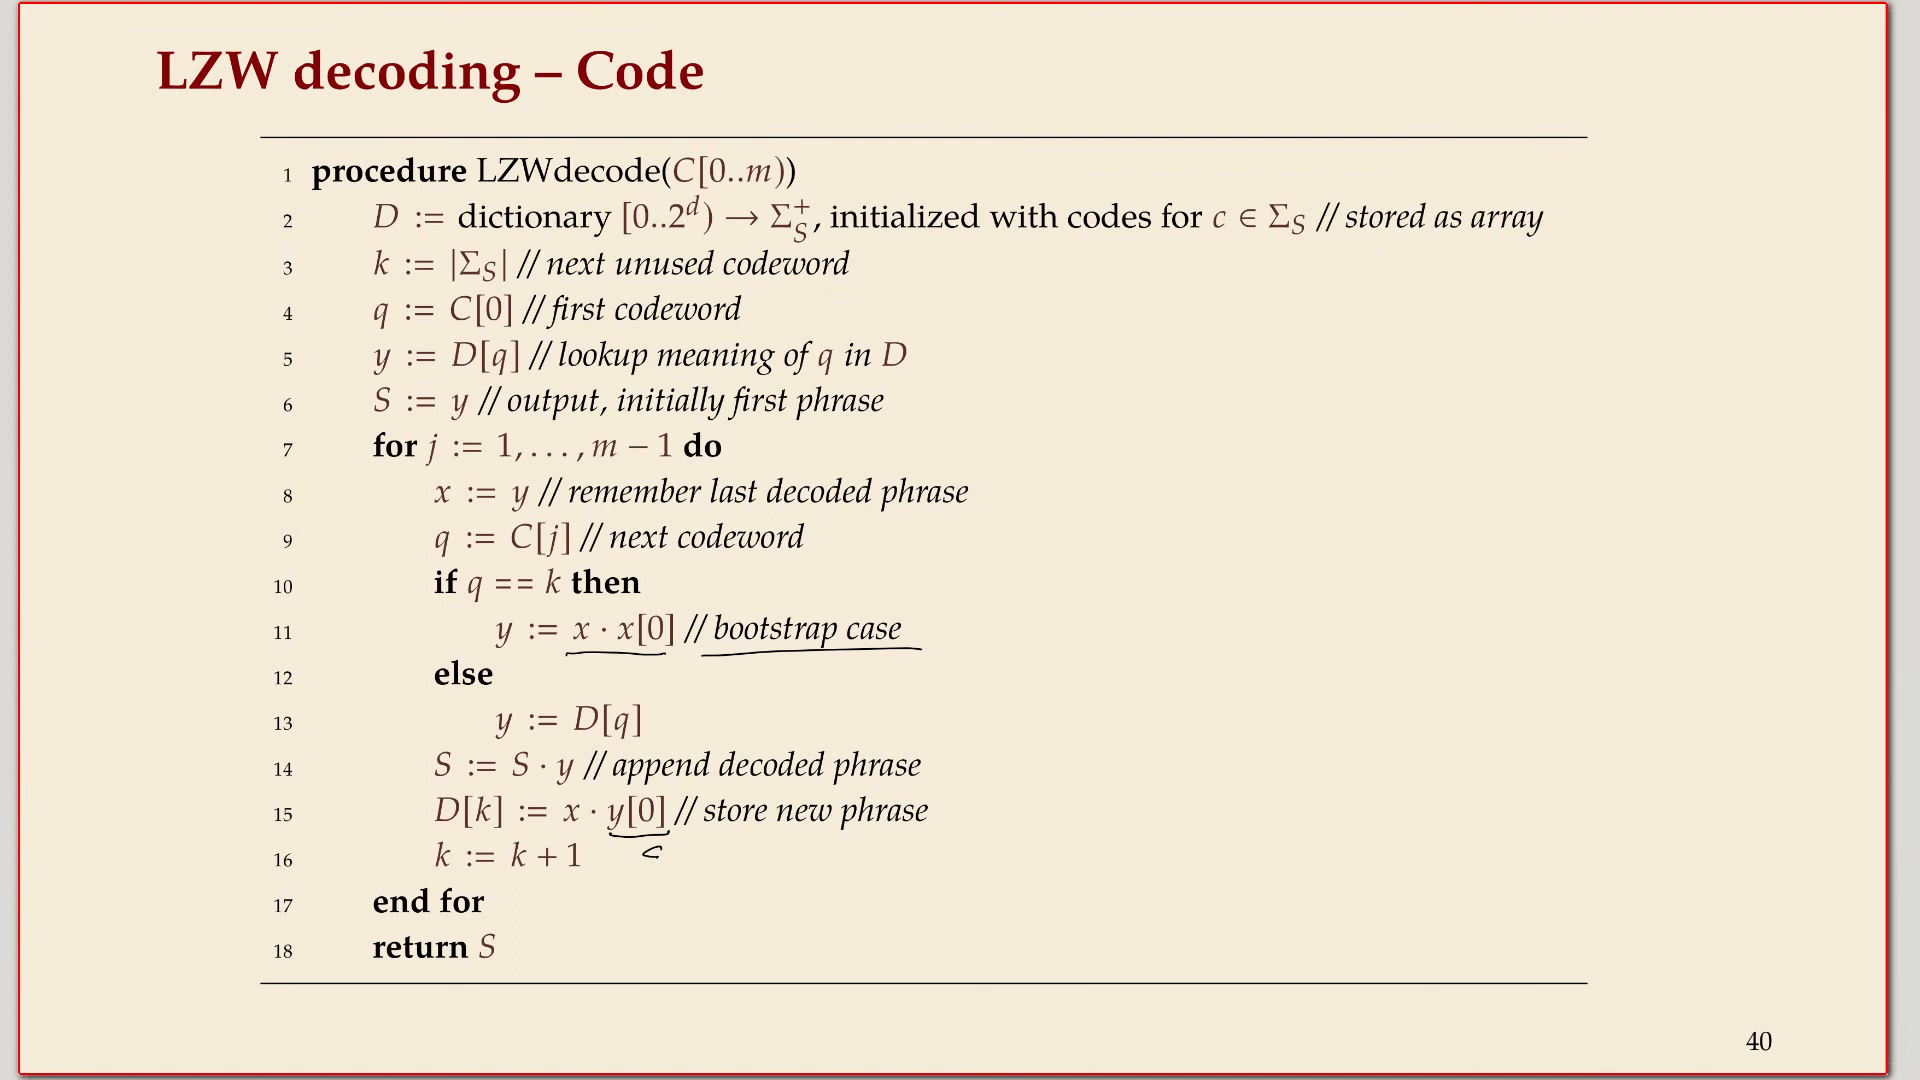 LZW decoding – Code
1 procedure LZWdecode(C[0..m))
2 D := dictionary [0..2^d) → Σ_S^+, initialized with codes for c ∈ Σ_S // stored as array
3 k := |Σ_S| // next unused codeword
4 q := C[0] // first codeword
5 y := D[q] // lookup meaning of q in D
6 S := y // output, initially first phrase
7 for j := 1, . . . , m − 1 do
8 x := y // remember last decoded phrase
9 q := C[j] // next codeword
10 if q == k then
11 y := x · x[0] // bootstrap case
12 else
13 y := D[q]
14 S := S · y // append decoded phrase
15 D[k] := x · y[0] // store new phrase
16 k := k + 1
17 end for
18 return S
40